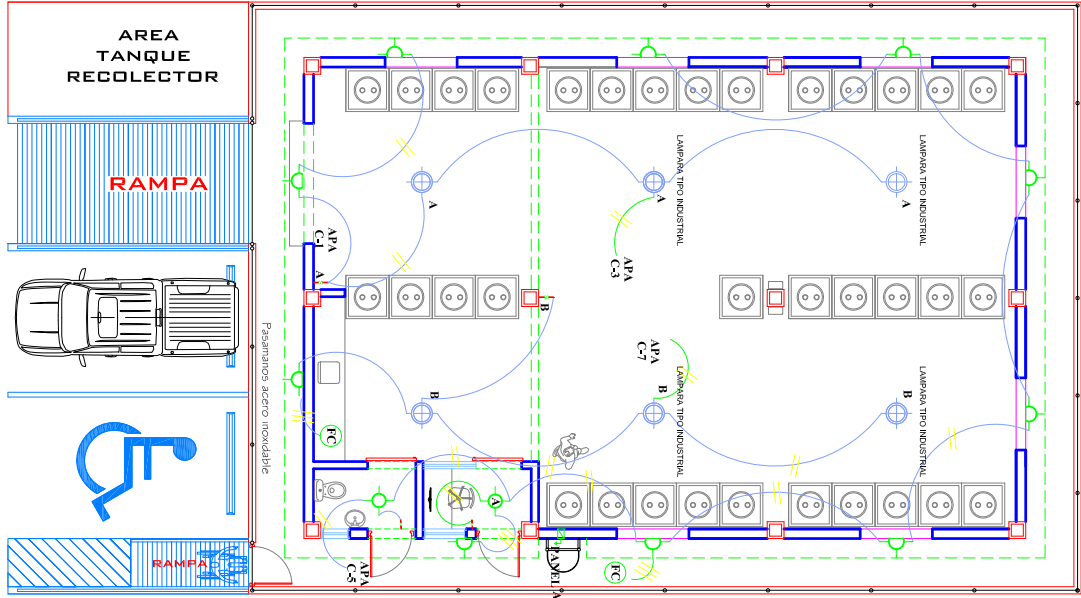 AREA
TANQUE
RECOLECTOR
RAMPA
Pasamanos acero inoxidable
RAMPA
APA
C-1
A
A
LAMPARA TIPO INDUSTRIAL
A
LAMPARA TIPO INDUSTRIAL
A
APA
C-3
B
APA
C-7
B
LAMPARA TIPO INDUSTRIAL
B
LAMPARA TIPO INDUSTRIAL
B
FC
A
APA
C-5
PANEL A
FC